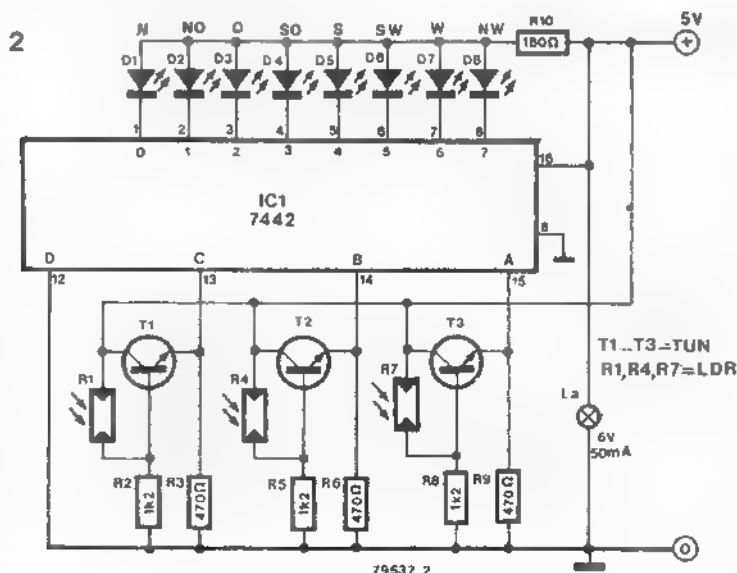 2
N NO O SO S SW W NW
R10
180Ω
5V
+
D1 D2 D3 D4 D5 D6 D7 D8
1 2 3 4 5 6 7
0 1 2 3 4 5 6 7
16
IC1
7442
8
D C B A
12 13 14 15
T1 T2 T3
T1...T3=TUN
R1,R4,R7=LDR
R1 R4 R7
La
6V
50mA
R2 R3 R5 R6 R8 R9
1k2 470Ω 1k2 470Ω 1k2 470Ω
0
79637 2